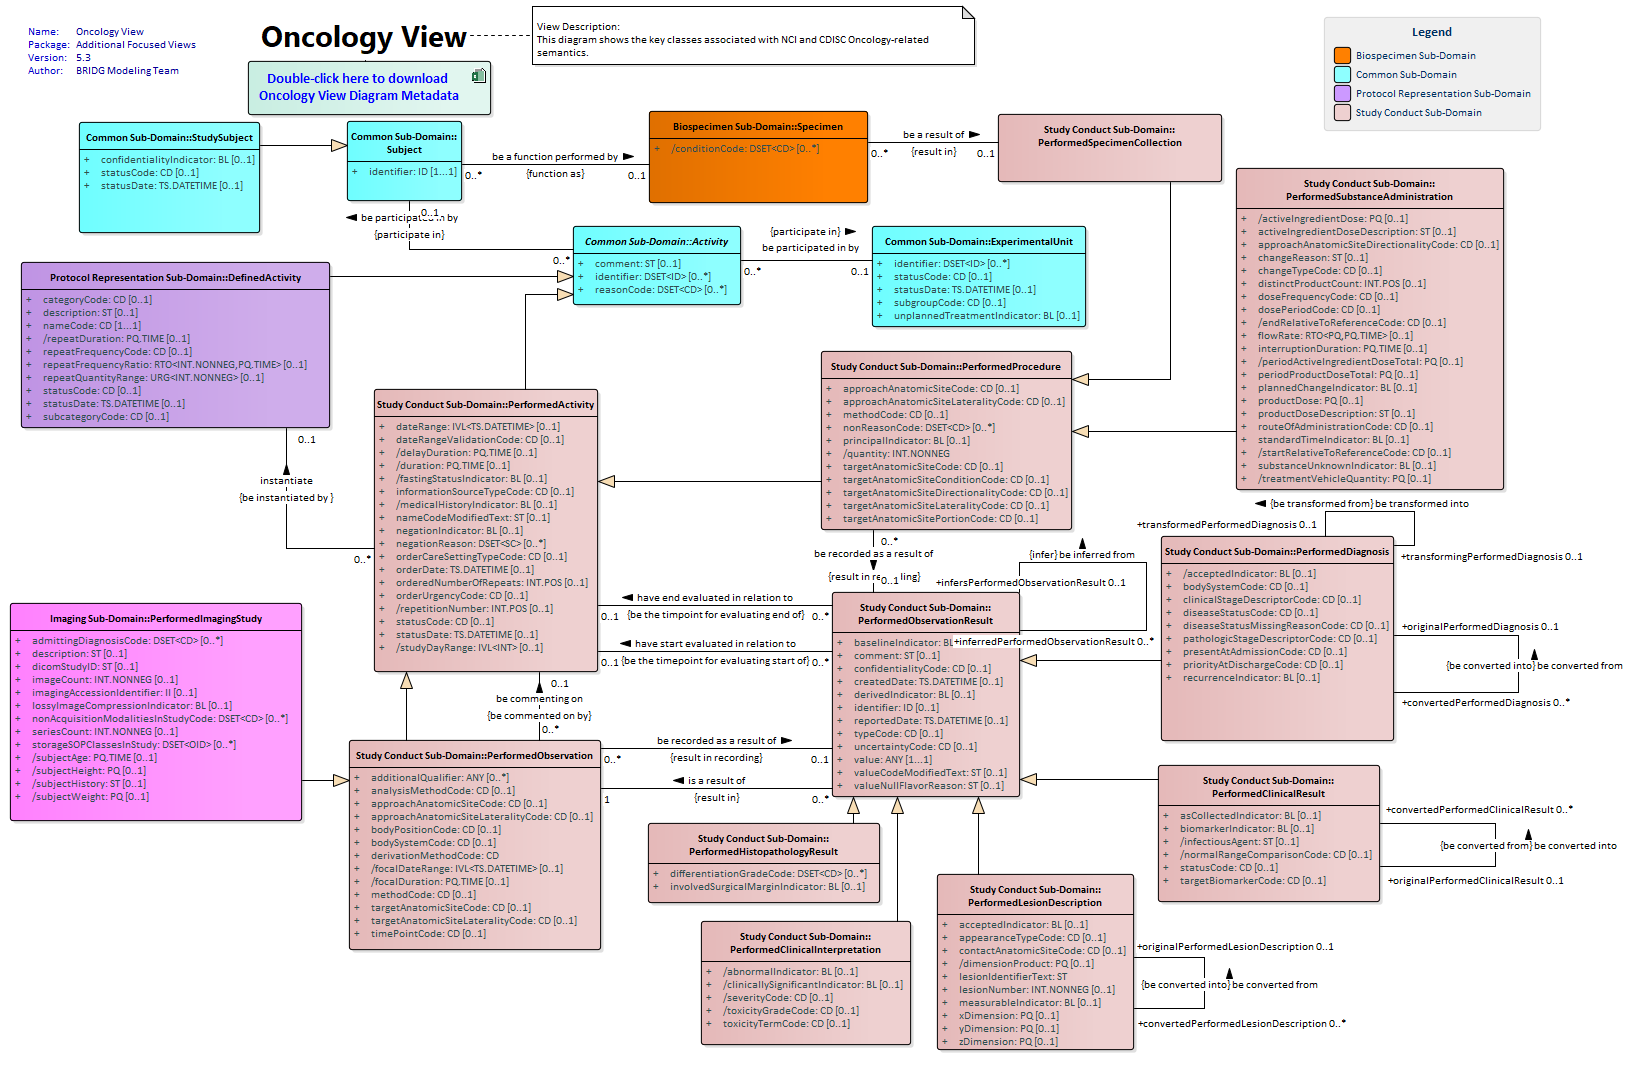 Name: Oncology View
Package: Additional Focused Views
Version: 5.3
Author: BRIDG Modeling Team
Oncology View
View Description:
This diagram shows the key classes associated with NCI and CDISC Oncology-related
semantics.
Double-click here to download
Oncology View Diagram Metadata
Legend
Biospecimen Sub-Domain
Common Sub-Domain
Protocol Representation Sub-Domain
Study Conduct Sub-Domain
Common Sub-Domain::StudySubject
+ confidentialityIndicator: BL [0..1]
+ statusCode: CD [0..1]
+ statusDate: TS.DATETIME [0..1]
Common Sub-Domain::
Subject
+ identifier: ID [1...1]
be a function performed by
{function as}
0..*
0..1
Biospecimen Sub-Domain::Specimen
+ /conditionCode: DSET<CD> [0..*]
be a result of
{result in}
0..*
0..1
Study Conduct Sub-Domain::
PerformedSpecimenCollection
Study Conduct Sub-Domain::
PerformedSubstanceAdministration
+ /activeIngredientDose: PQ [0..1]
+ activeIngredientDoseDescription: ST [0..1]
+ approachAnatomicSiteDirectionalityCode: CD [0..1]
+ changeReason: ST [0..1]
+ changeTypeCode: CD [0..1]
+ distinctProductCount: INT.POS [0..1]
+ doseFrequencyCode: CD [0..1]
+ dosePeriodCode: CD [0..1]
+ /endRelativeToReferenceCode: CD [0..1]
+ flowRate: RTO<PQ,PQ.TIME> [0..1]
+ interruptionDuration: PQ.TIME [0..1]
+ /periodActiveIngredientDoseTotal: PQ [0..1]
+ periodProductDoseTotal: PQ [0..1]
+ plannedChangeIndicator: BL [0..1]
+ productDose: PQ [0..1]
+ productDoseDescription: ST [0..1]
+ routeOfAdministrationCode: CD [0..1]
+ standardTimeIndicator: BL [0..1]
+ /startRelativeToReferenceCode: CD [0..1]
+ substanceUnknownIndicator: BL [0..1]
+ /treatmentVehicleQuantity: PQ [0..1]
0..1
be participated in by
{participate in}
0..*
Common Sub-Domain::Activity
+ comment: ST [0..1]
+ identifier: DSET<ID> [0..*]
+ reasonCode: DSET<CD> [0..*]
{participate in}
be participated in by
0..*
0..1
Common Sub-Domain::ExperimentalUnit
+ identifier: DSET<ID> [0..*]
+ statusCode: CD [0..1]
+ statusDate: TS.DATETIME [0..1]
+ subgroupCode: CD [0..1]
+ unplannedTreatmentIndicator: BL [0..1]
Protocol Representation Sub-Domain::DefinedActivity
+ categoryCode: CD [0..1]
+ description: ST [0..1]
+ nameCode: CD [1...1]
+ /repeatDuration: PQ.TIME [0..1]
+ repeatFrequencyCode: CD [0..1]
+ repeatFrequencyRatio: RTO<INT.NONNEG,PQ.TIME> [0..1]
+ repeatQuantityRange: URG<INT.NONNEG> [0..1]
+ statusCode: CD [0..1]
+ statusDate: TS.DATETIME [0..1]
+ subcategoryCode: CD [0..1]
0..1
instantiate
{be instantiated by }
0..*
Study Conduct Sub-Domain::PerformedActivity
+ dateRange: IVL<TS.DATETIME> [0..1]
+ dateRangeValidationCode: CD [0..1]
+ /delayDuration: PQ.TIME [0..1]
+ /duration: PQ.TIME [0..1]
+ /fastingStatusIndicator: BL [0..1]
+ informationSourceTypeCode: CD [0..1]
+ /medicalHistoryIndicator: BL [0..1]
+ nameCodeModifiedText: ST [0..1]
+ negationIndicator: BL [0..1]
+ negationReason: DSET<SC> [0..*]
+ orderCareSettingTypeCode: CD [0..1]
+ orderDate: TS.DATETIME [0..1]
+ orderedNumberOfRepeats: INT.POS [0..1]
+ orderUrgencyCode: CD [0..1]
+ /repetitionNumber: INT.POS [0..1]
+ statusCode: CD [0..1]
+ statusDate: TS.DATETIME [0..1]
+ /studyDayRange: IVL<INT> [0..1]
Study Conduct Sub-Domain::PerformedProcedure
+ approachAnatomicSiteCode: CD [0..1]
+ approachAnatomicSiteLateralityCode: CD [0..1]
+ methodCode: CD [0..1]
+ nonReasonCode: DSET<CD> [0..*]
+ principalIndicator: BL [0..1]
+ /quantity: INT.NONNEG
+ targetAnatomicSiteCode: CD [0..1]
+ targetAnatomicSiteConditionCode: CD [0..1]
+ targetAnatomicSiteDirectionalityCode: CD [0..1]
+ targetAnatomicSiteLateralityCode: CD [0..1]
+ targetAnatomicSitePortionCode: CD [0..1]
0..*
be recorded as a result of
{result in
0..1
{infer} be inferred from
+infersPerformedObservationResult 0..1
+inferredPerformedObservationResult 0..*
{be transformed from} be transformed into
+transformedPerformedDiagnosis 0..1
+transformingPerformedDiagnosis 0..1
Study Conduct Sub-Domain::PerformedDiagnosis
+ /acceptedIndicator: BL [0..1]
+ bodySystemCode: CD [0..1]
+ clinicalStageDescriptorCode: CD [0..1]
+ diseaseStatusCode: CD [0..1]
+ diseaseStatusMissingReasonCode: CD [0..1]
+ pathologicStageDescriptorCode: CD [0..1]
+ presentAtAdmissionCode: CD [0..1]
+ priorityAtDischargeCode: CD [0..1]
+ recurrenceIndicator: BL [0..1]
+originalPerformedDiagnosis 0..1
{be converted into} be converted from
+convertedPerformedDiagnosis 0..*
have end evaluated in relation to
0..1 {be the timpoint for evaluating end of} 0..*
have start evaluated in relation to
0..1 {be the timepoint for evaluating start of} 0..*
Study Conduct Sub-Domain::
PerformedObservationResult
+ baselineIndicator: BL
+ comment: ST [0..1]
+ confidentialityCode: CD [0..1]
+ createdDate: TS.DATETIME [0..1]
+ derivedIndicator: BL [0..1]
+ identifier: ID [0..1]
+ reportedDate: TS.DATETIME [0..1]
+ typeCode: CD [0..1]
+ uncertaintyCode: CD [0..1]
+ value: ANY [1...1]
+ valueCodeModifiedText: ST [0..1]
+ valueNullFlavorReason: ST [0..1]
Imaging Sub-Domain::PerformedImagingStudy
+ admittingDiagnosisCode: DSET<CD> [0..*]
+ description: ST [0..1]
+ dicomStudyID: ST [0..1]
+ imageCount: INT.NONNEG [0..1]
+ imagingAccessionIdentifier: II [0..1]
+ lossyImageCompressionIndicator: BL [0..1]
+ nonAcquisitionModalitiesInStudyCode: DSET<CD> [0..*]
+ seriesCount: INT.NONNEG [0..1]
+ storageSOPClassesInStudy: DSET<OID> [0..*]
+ /subjectAge: PQ.TIME [0..1]
+ /subjectHeight: PQ [0..1]
+ /subjectHistory: ST [0..1]
+ /subjectWeight: PQ [0..1]
0..1
be commenting on
{be commented on by}
0..*
Study Conduct Sub-Domain::PerformedObservation
+ additionalQualifier: ANY [0..*]
+ analysisMethodCode: CD [0..1]
+ approachAnatomicSiteCode: CD [0..1]
+ approachAnatomicSiteLateralityCode: CD [0..1]
+ bodyPositionCode: CD [0..1]
+ bodySystemCode: CD [0..1]
+ derivationMethodCode: CD
+ /focalDateRange: IVL<TS.DATETIME> [0..1]
+ /focalDuration: PQ.TIME [0..1]
+ methodCode: CD [0..1]
+ targetAnatomicSiteCode: CD [0..1]
+ targetAnatomicSiteLateralityCode: CD [0..1]
+ timePointCode: CD [0..1]
be recorded as a result of
0..* {result in recording} 0..1
is a result of
1 {result in} 0..*
Study Conduct Sub-Domain::
PerformedHistopathologyResult
+ differentiationGradeCode: DSET<CD> [0..*]
+ involvedSurgicalMarginIndicator: BL [0..1]
Study Conduct Sub-Domain::
PerformedClinicalInterpretation
+ /abnormalIndicator: BL [0..1]
+ /clinicallySignificantIndicator: BL [0..1]
+ /severityCode: CD [0..1]
+ /toxicityGradeCode: CD [0..1]
+ toxicityTermCode: CD [0..1]
Study Conduct Sub-Domain::
PerformedLesionDescription
+ acceptedIndicator: BL [0..1]
+ appearanceTypeCode: CD [0..1]
+ contactAnatomicSiteCode: CD [0..1]
+ /dimensionProduct: PQ [0..1]
+ lesionIdentifierText: ST
+ lesionNumber: INT.NONNEG [0..1]
+ measurableIndicator: BL [0..1]
+ xDimension: PQ [0..1]
+ yDimension: PQ [0..1]
+ zDimension: PQ [0..1]
+originalPerformedLesionDescription 0..1
{be converted into} be converted from
+convertedPerformedLesionDescription 0..*
Study Conduct Sub-Domain::
PerformedClinicalResult
+ asCollectedIndicator: BL [0..1]
+ biomarkerIndicator: BL [0..1]
+ /infectiousAgent: ST [0..1]
+ /normalRangeComparisonCode: CD [0..1]
+ statusCode: CD [0..1]
+ targetBiomarkerCode: CD [0..1]
+convertedPerformedClinicalResult 0..*
{be converted from} be converted into
+originalPerformedClinicalResult 0..1